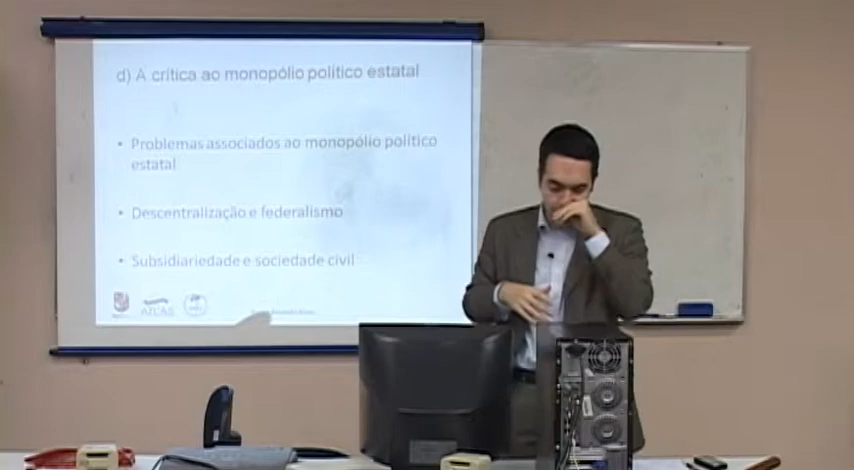 d) A crítica ao monopólio político estatal
• Problemas associados ao monopólio político
estatal
• Descentralização e federalismo
• Subsidiariedade e sociedade civil
ATLAS